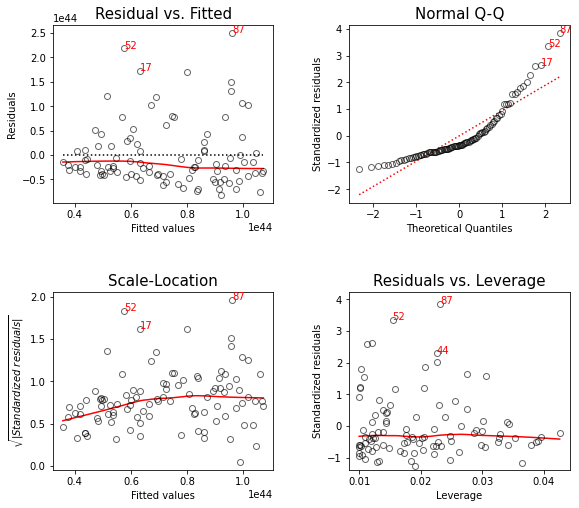 Residual vs. Fitted
1e44
87
52
17
2.5
2.0
1.5
1.0
0.5
0.0
−0.5
Residuals
0.4 0.6 0.8 1.0
Fitted values
1e44
Normal Q-Q
87
52
17
4
3
2
1
0
−1
−2
Standardized residuals
−2 −1 0 1 2
Theoretical Quantiles
Scale-Location
87
52
17
2.0
1.5
1.0
0.5
0.0
√|Standardized residuals|
0.4 0.6 0.8 1.0
Fitted values
1e44
Residuals vs. Leverage
87
52
44
4
3
2
1
0
−1
Standardized residuals
0.01 0.02 0.03 0.04
Leverage